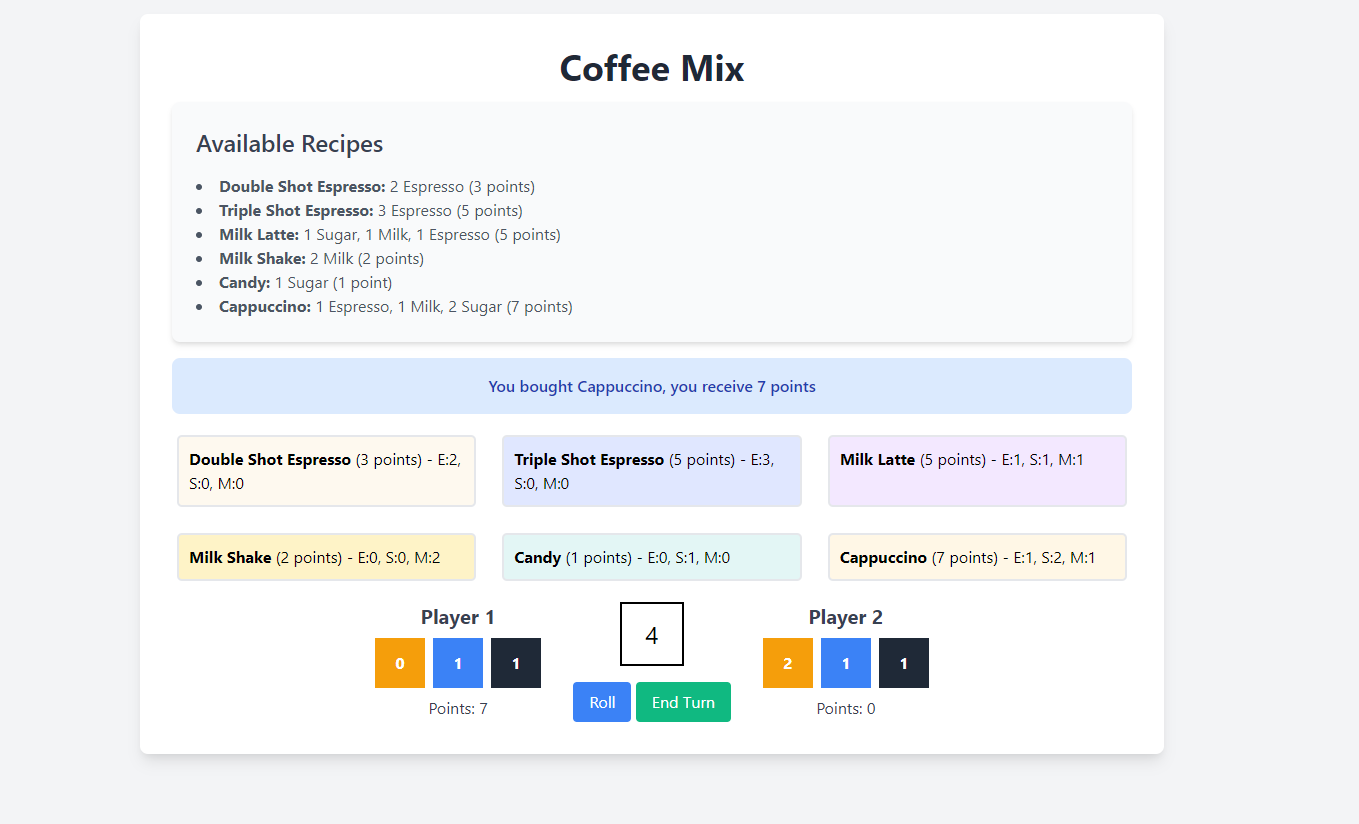 Coffee Mix
Available Recipes
• Double Shot Espresso: 2 Espresso (3 points)
• Triple Shot Espresso: 3 Espresso (5 points)
• Milk Latte: 1 Sugar, 1 Milk, 1 Espresso (5 points)
• Milk Shake: 2 Milk (2 points)
• Candy: 1 Sugar (1 point)
• Cappuccino: 1 Espresso, 1 Milk, 2 Sugar (7 points)
You bought Cappuccino, you receive 7 points
Double Shot Espresso (3 points) - E:2,
S:0, M:0
Triple Shot Espresso (5 points) - E:3,
S:0, M:0
Milk Latte (5 points) - E:1, S:1, M:1
Milk Shake (2 points) - E:0, S:0, M:2
Candy (1 points) - E:0, S:1, M:0
Cappuccino (7 points) - E:1, S:2, M:1
Player 1
0 1 1
Points: 7
4
Roll End Turn
Player 2
2 1 1
Points: 0